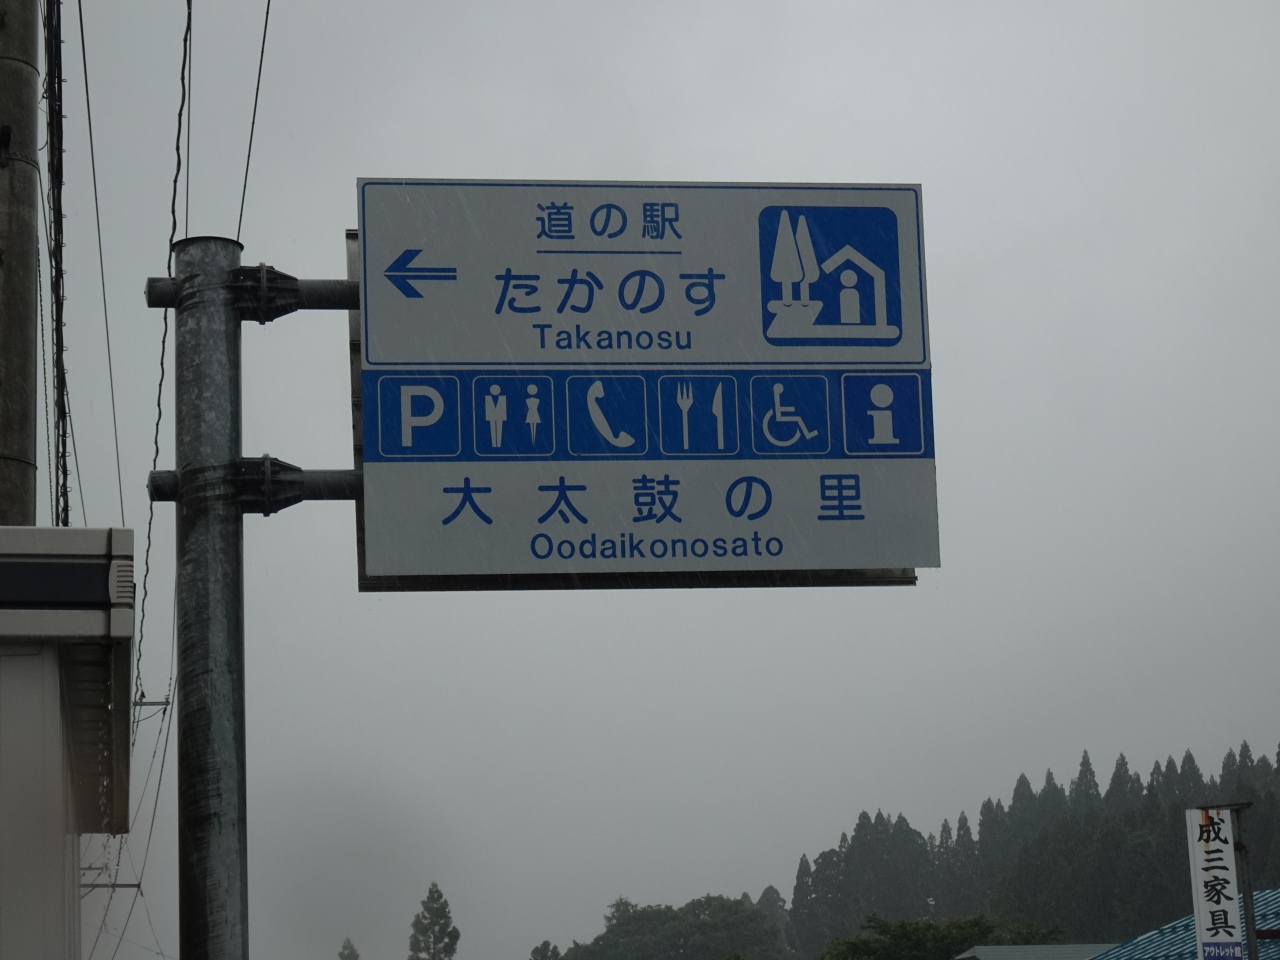 道の駅
たかのす
Takanosu
P
大太鼓の里
Oodaikonosato
成三家具
アウトレット館